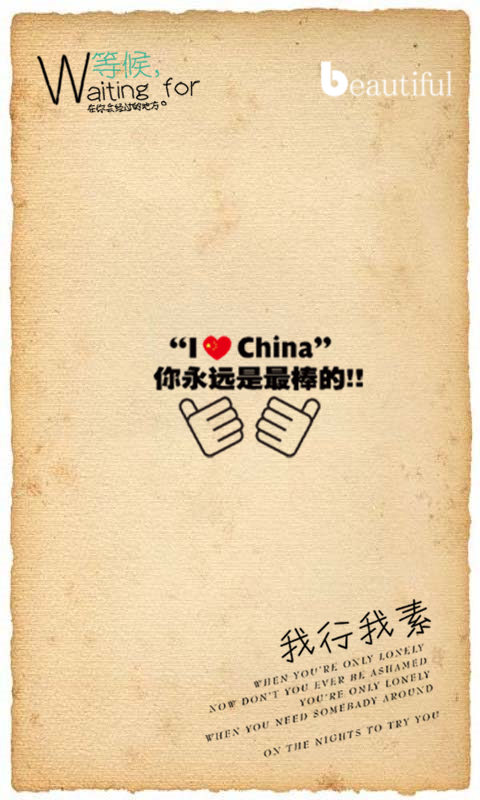 等候,
Waiting for
在你会经过的地方。
beautiful
“I ❤ China”
你永远是最棒的!!
我行我素
WHEN YOU'RE ONLY LONELY
NOW DON'T YOU EVER BE ASHAMED
YOU'RE ONLY LONELY
WHEN YOU NEED SOMEBADY AROUND
ON THE NIGHTS TO TRY YOU